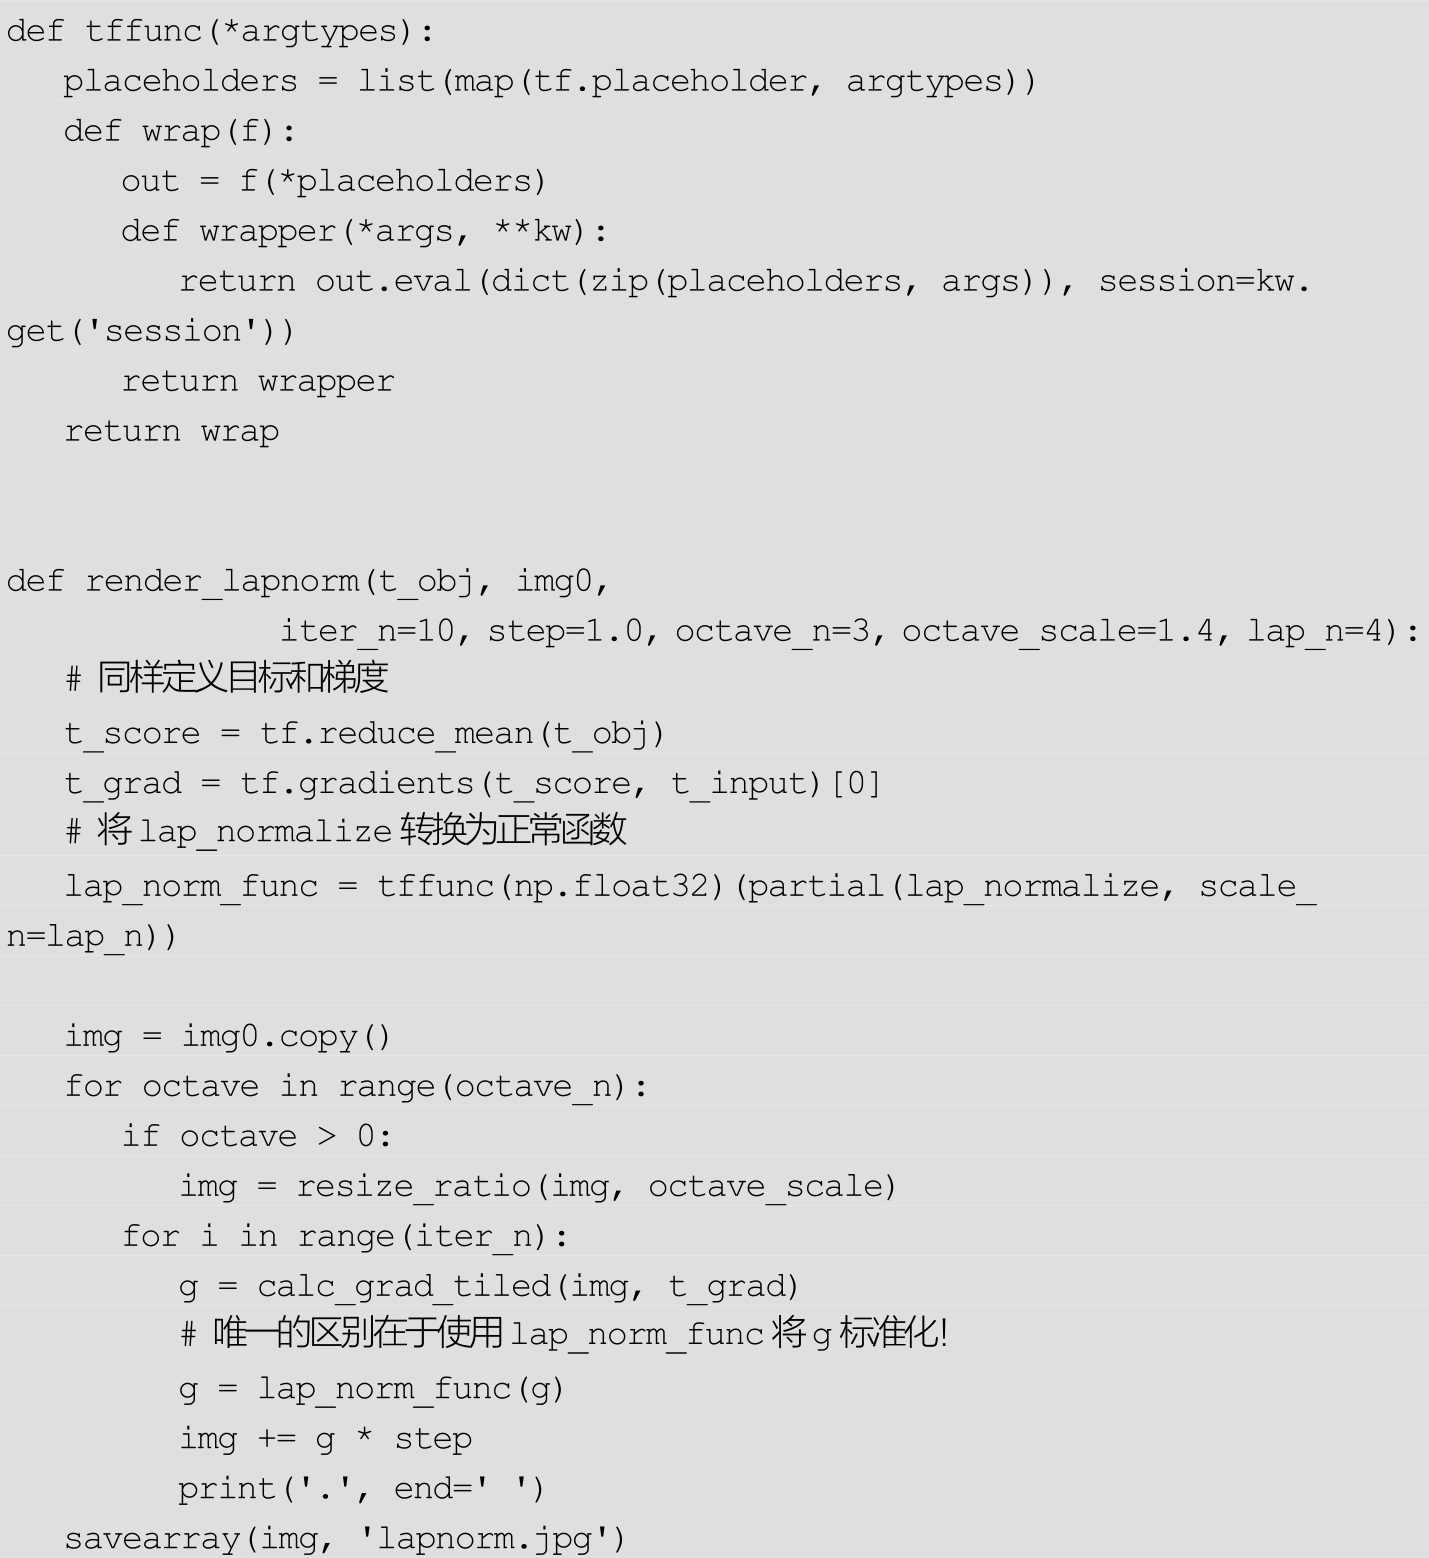 def tffunc(*argtypes):
   placeholders = list(map(tf.placeholder, argtypes))
   def wrap(f):
      out = f(*placeholders)
      def wrapper(*args, **kw):
         return out.eval(dict(zip(placeholders, args)), session=kw.
get('session'))
      return wrapper
   return wrap
def render_lapnorm(t_obj, img0,
              iter_n=10, step=1.0, octave_n=3, octave_scale=1.4, lap_n=4):
   # 同样定义目标和梯度
   t_score = tf.reduce_mean(t_obj)
   t_grad = tf.gradients(t_score, t_input)[0]
   # 将 lap_normalize 转换为正常函数
   lap_norm_func = tffunc(np.float32)(partial(lap_normalize, scale_
n=lap_n))
   img = img0.copy()
   for octave in range(octave_n):
      if octave > 0:
         img = resize_ratio(img, octave_scale)
      for i in range(iter_n):
         g = calc_grad_tiled(img, t_grad)
         # 唯一的区别在于使用 lap_norm_func 将 g 标准化!
         g = lap_norm_func(g)
         img += g * step
         print('.', end=' ')
   savearray(img, 'lapnorm.jpg')